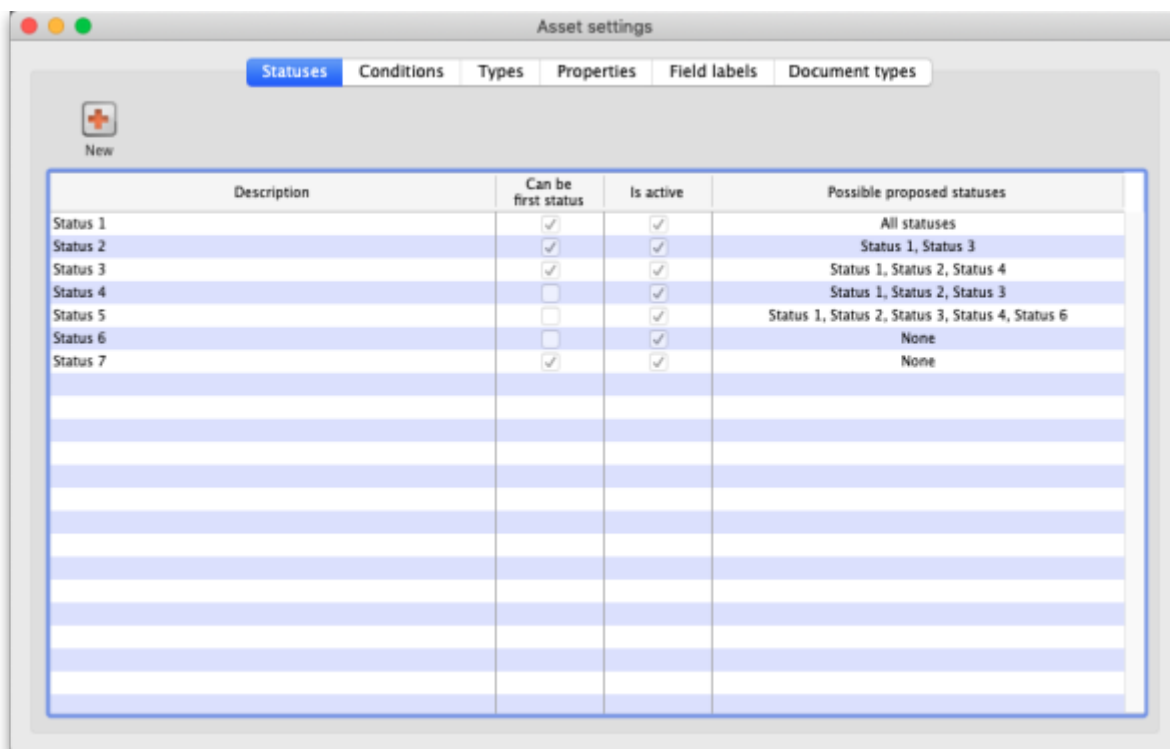 Asset settings
Statuses Conditions Types Properties Field labels Document types
New
Description Can be first status Is active Possible proposed statuses
Status 1 All statuses
Status 2 Status 1, Status 3
Status 3 Status 1, Status 2, Status 4
Status 4 Status 1, Status 2, Status 3
Status 5 Status 1, Status 2, Status 3, Status 4, Status 6
Status 6 None
Status 7 None